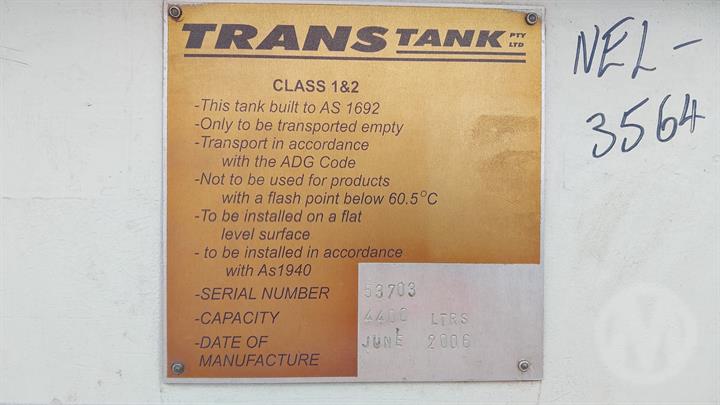 TRANSTANK PTY LTD
CLASS 1&2
-This tank built to AS 1692
-Only to be transported empty
-Transport in accordance
with the ADG Code
-Not to be used for products
with a flash point below 60.5°C
-To be installed on a flat
level surface
- to be installed in accordance
with As1940
-SERIAL NUMBER 53703
-CAPACITY 4400 LTRS
-DATE OF
MANUFACTURE JUNE 2006
NEL-
3564